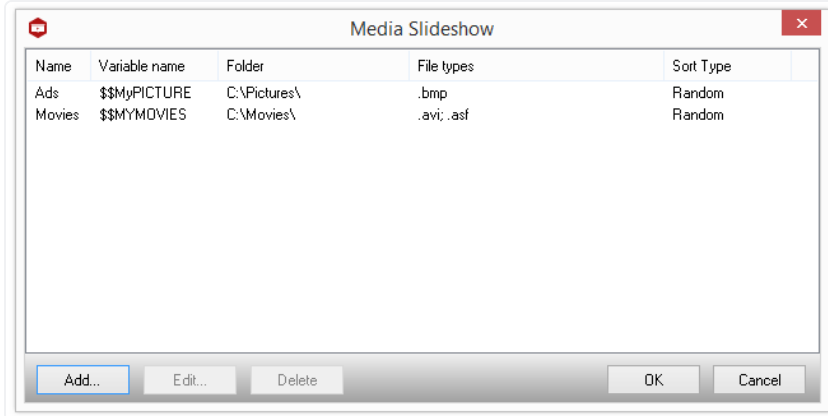 Media Slideshow
Name Variable name Folder File types Sort Type
Ads $$MyPICTURE C:\Pictures\ .bmp Random
Movies $$MYMOVIES C:\Movies\ .avi; .asf Random
Add... Edit... Delete OK Cancel